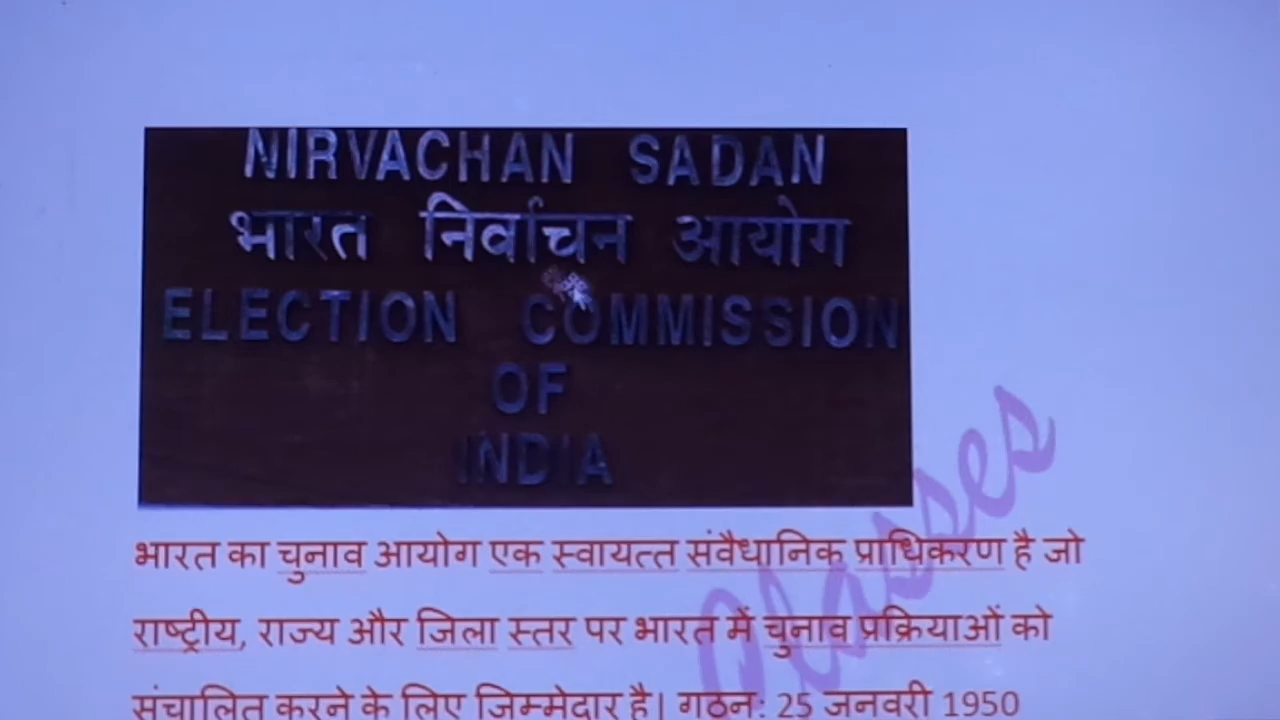 NIRVACHAN SADAN
भारत निर्वाचन आयोग
ELECTION COMMISSION
OF
INDIA
भारत का चुनाव आयोग एक स्वायत्त संवैधानिक प्राधिकरण है जो
राष्ट्रीय, राज्य और जिला स्तर पर भारत में चुनाव प्रक्रियाओं को
संचालित करने के लिए जिम्मेदार है। गठन: 25 जनवरी 1950
Classes